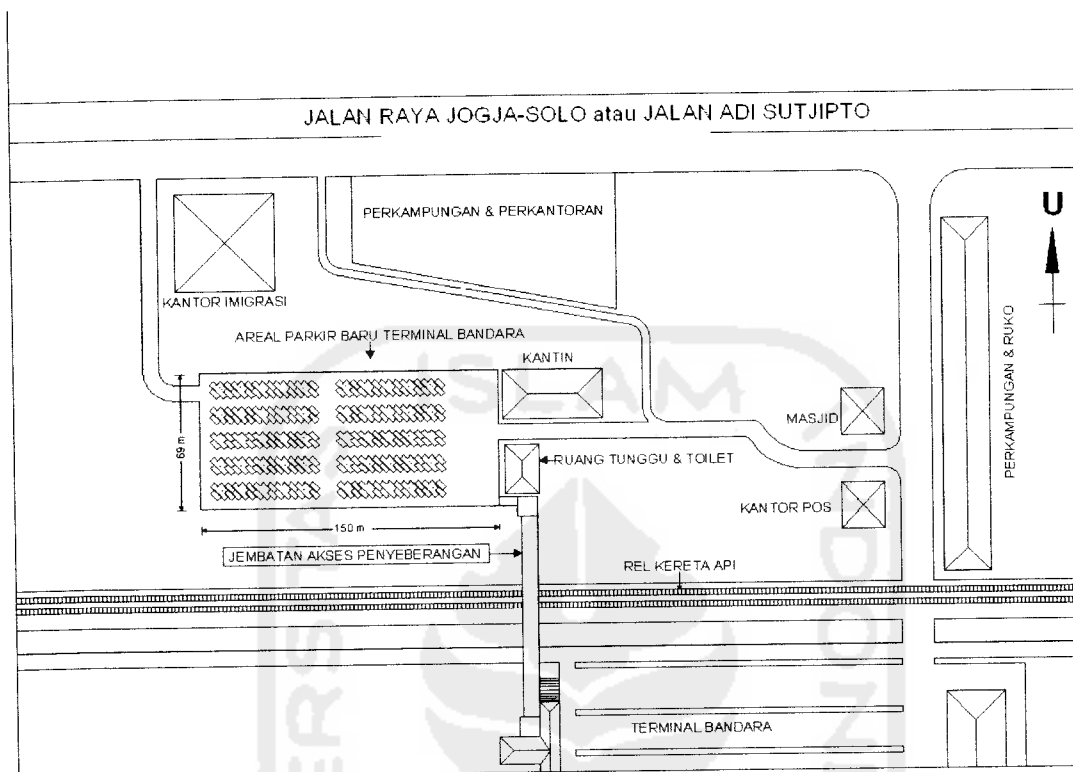 JALAN RAYA JOGJA-SOLO atau JALAN ADI SUTJIPTO
U
PERKAMPUNGAN & PERKANTORAN
KANTOR IMIGRASI
PERKAMPUNGAN & RUKO
AREAL PARKIR BARU TERMINAL BANDARA
KANTIN
MASJID
69 m
RUANG TUNGGU & TOILET
KANTOR POS
150 m
JEMBATAN AKSES PENYEBERANGAN
REL KERETA API
TERMINAL BANDARA
ISLAM